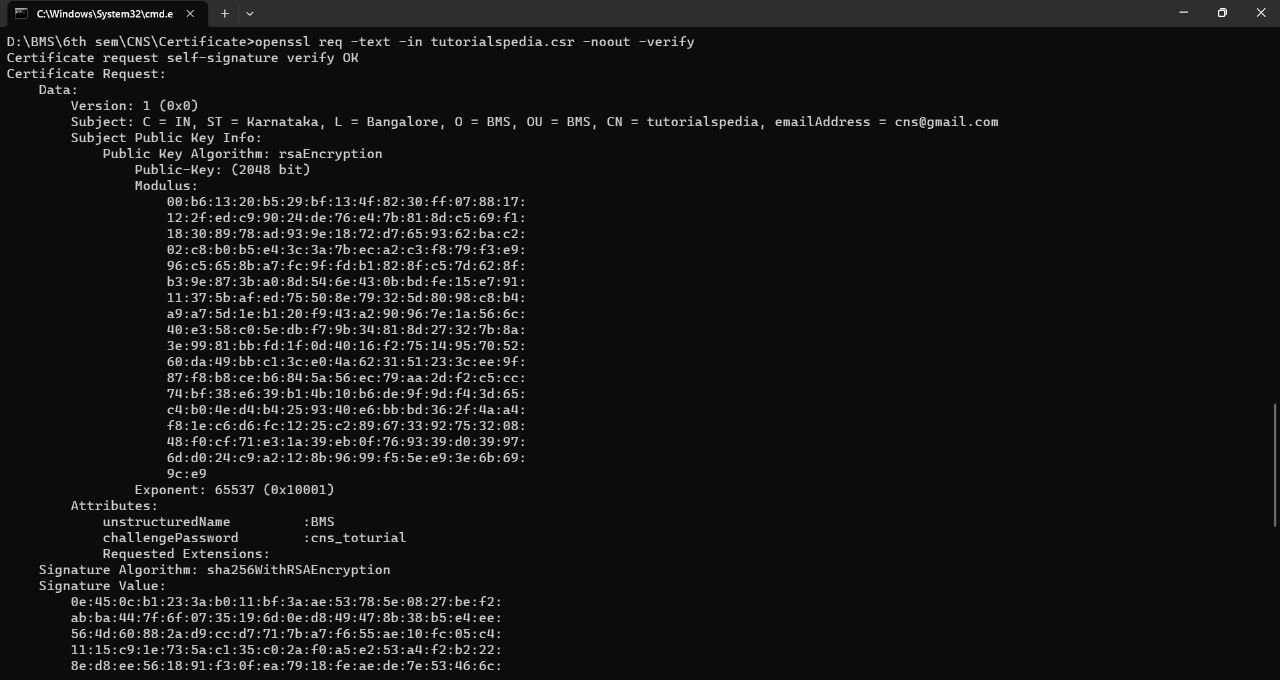 C:\Windows\System32\cmd.e
D:\BMS\6th sem\CNS\Certificate>openssl req -text -in tutorialspedia.csr -noout -verify
Certificate request self-signature verify OK
Certificate Request:
Data:
Version: 1 (0x0)
Subject: C = IN, ST = Karnataka, L = Bangalore, O = BMS, OU = BMS, CN = tutorialspedia, emailAddress = cns@gmail.com
Subject Public Key Info:
Public Key Algorithm: rsaEncryption
Public-Key: (2048 bit)
Modulus:
00:b6:13:20:b5:29:bf:13:4f:82:30:ff:07:88:17:
12:2f:ed:c9:90:24:de:76:e4:7b:81:8d:c5:69:f1:
18:30:89:78:ad:93:9e:18:72:d7:65:93:62:ba:c2:
02:c8:b0:b5:e4:3c:3a:7b:ec:a2:c3:f8:79:f3:e9:
96:c5:65:8b:a7:fc:9f:fd:b1:82:8f:c5:7d:62:8f:
b3:9e:87:3b:a0:8d:54:6e:43:0b:bd:fe:15:e7:91:
11:37:5b:af:ed:75:50:8e:79:32:5d:80:98:c8:b4:
a9:a7:5d:1e:b1:20:f9:43:a2:90:96:7e:1a:56:6c:
40:e3:58:c0:5e:db:f7:9b:34:81:8d:27:32:7b:8a:
3e:99:81:bb:fd:1f:0d:40:16:f2:75:14:95:70:52:
60:da:49:bb:c1:3c:e0:4a:62:31:51:23:3c:ee:9f:
87:f8:b8:ce:b6:84:5a:56:ec:79:aa:2d:f2:c5:cc:
74:bf:38:e6:39:b1:4b:10:b6:de:9f:9d:f4:3d:65:
c4:b0:4e:d4:b4:25:93:40:e6:bb:bd:36:2f:4a:a4:
f8:1e:c6:d6:fc:12:25:c2:89:67:33:92:75:32:08:
48:f0:cf:71:e3:1a:39:eb:0f:76:93:39:d0:39:97:
6d:d0:24:c9:a2:12:8b:96:99:f5:5e:e9:3e:6b:69:
9c:e9
Exponent: 65537 (0x10001)
Attributes:
unstructuredName :BMS
challengePassword :cns_toturial
Requested Extensions:
Signature Algorithm: sha256WithRSAEncryption
Signature Value:
0e:45:0c:b1:23:3a:b0:11:bf:3a:ae:53:78:5e:08:27:be:f2:
ab:ba:44:7f:6f:07:35:19:6d:0e:d8:49:47:8b:38:b5:e4:ee:
56:4d:60:88:2a:d9:cc:d7:71:7b:a7:f6:55:ae:10:fc:05:c4:
11:15:c9:1e:73:5a:c1:35:c0:2a:f0:a5:e2:53:a4:f2:b2:22:
8e:d8:ee:56:18:91:f3:0f:ea:79:18:fe:ae:de:7e:53:46:6c: